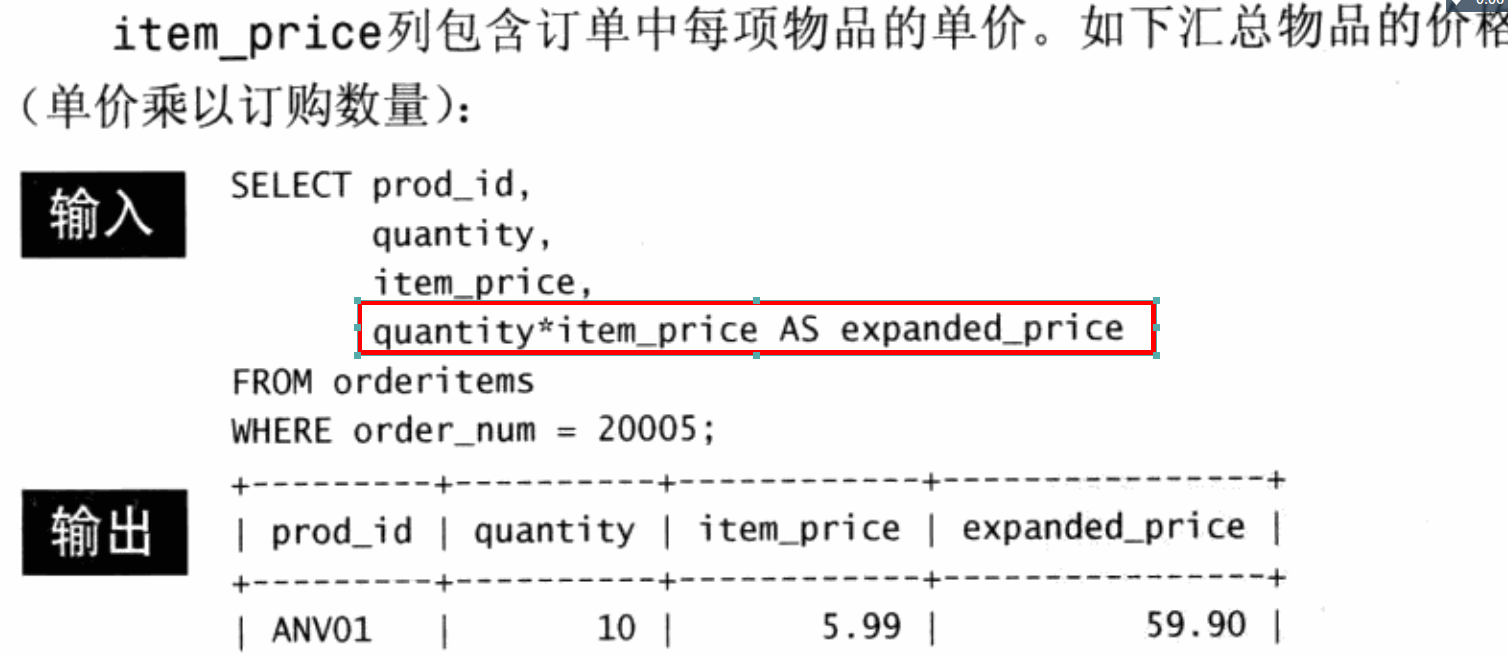 item_price列包含订单中每项物品的单价。如下汇总物品的价格
（单价乘以订购数量）：
输入
SELECT prod_id,
quantity,
item_price,
quantity*item_price AS expanded_price
FROM orderitems
WHERE order_num = 20005;
输出
+---------+----------+------------+----------------+
| prod_id | quantity | item_price | expanded_price |
+---------+----------+------------+----------------+
| ANV01 | 10 | 5.99 | 59.90 |